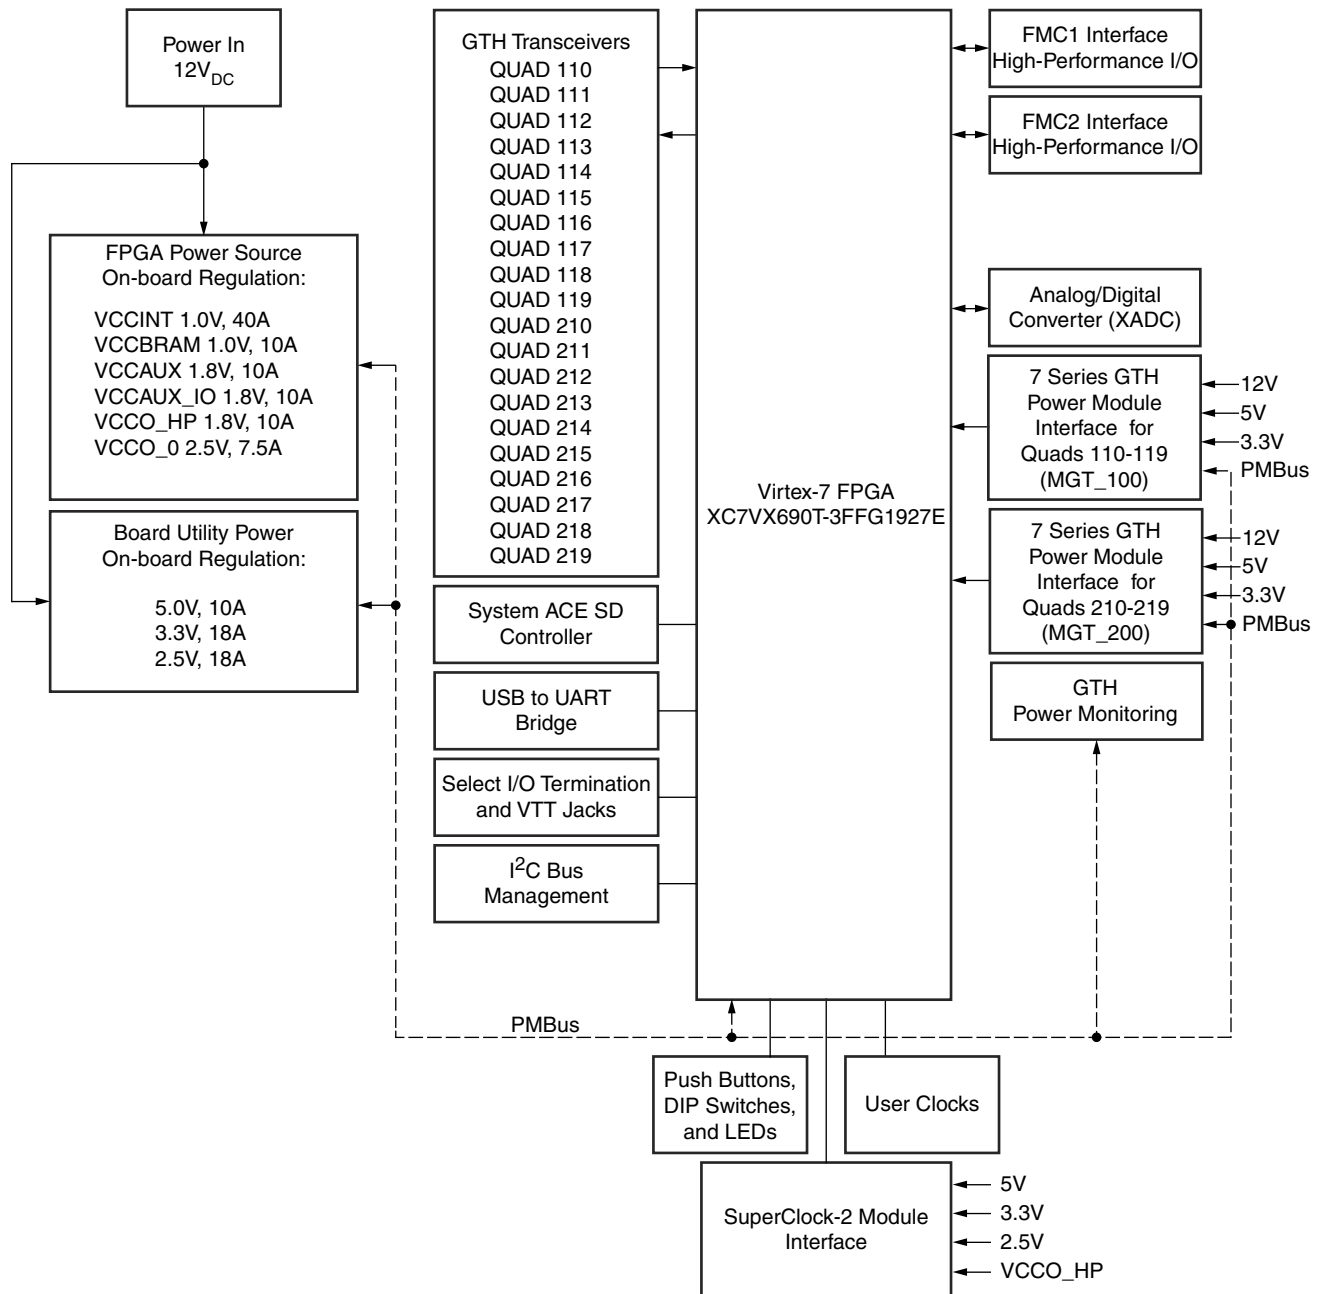 Power In
12VDC
FPGA Power Source
On-board Regulation:
VCCINT 1.0V, 40A
VCCBRAM 1.0V, 10A
VCCAUX 1.8V, 10A
VCCAUX_IO 1.8V, 10A
VCCO_HP 1.8V, 10A
VCCO_0 2.5V, 7.5A
Board Utility Power
On-board Regulation:
5.0V, 10A
3.3V, 18A
2.5V, 18A
GTH Transceivers
QUAD 110
QUAD 111
QUAD 112
QUAD 113
QUAD 114
QUAD 115
QUAD 116
QUAD 117
QUAD 118
QUAD 119
QUAD 210
QUAD 211
QUAD 212
QUAD 213
QUAD 214
QUAD 215
QUAD 216
QUAD 217
QUAD 218
QUAD 219
System ACE SD
Controller
USB to UART
Bridge
Select I/O Termination
and VTT Jacks
I2C Bus
Management
Virtex-7 FPGA
XC7VX690T-3FFG1927E
FMC1 Interface
High-Performance I/O
FMC2 Interface
High-Performance I/O
Analog/Digital
Converter (XADC)
7 Series GTH
Power Module
Interface for
Quads 110-119
(MGT_100)
12V
5V
3.3V
PMBus
7 Series GTH
Power Module
Interface for
Quads 210-219
(MGT_200)
12V
5V
3.3V
PMBus
GTH
Power Monitoring
PMBus
Push Buttons,
DIP Switches,
and LEDs
User Clocks
SuperClock-2 Module
Interface
5V
3.3V
2.5V
VCCO_HP